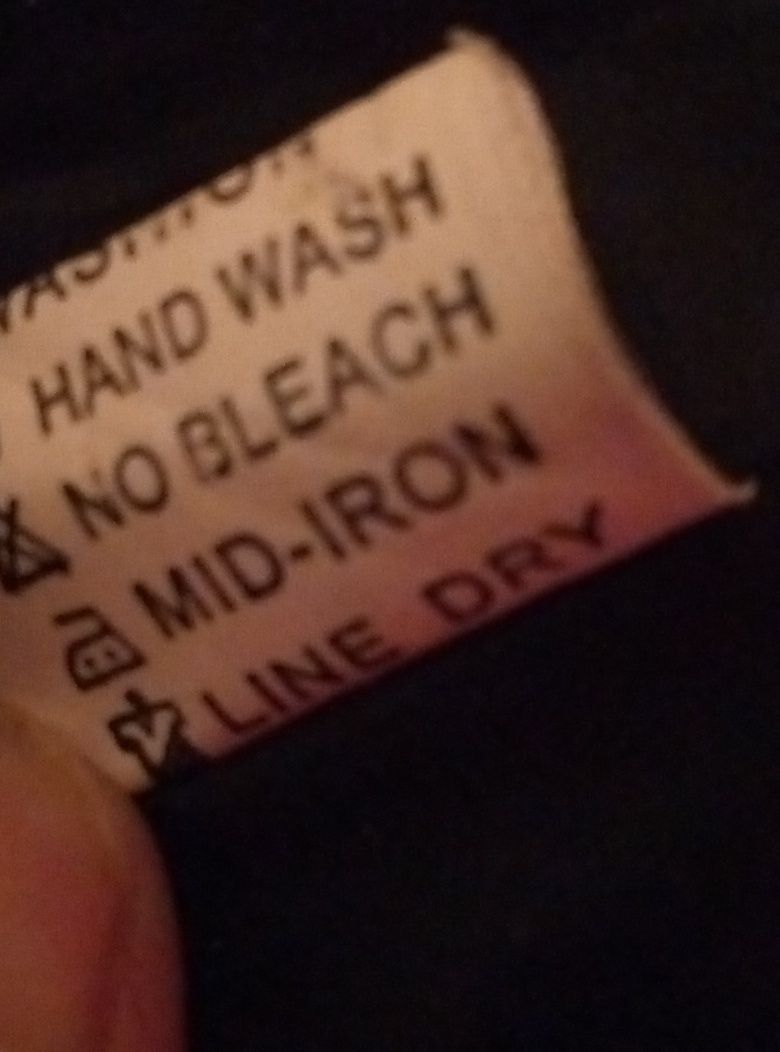 HAND WASH
NO BLEACH
MID-IRON
LINE DRY